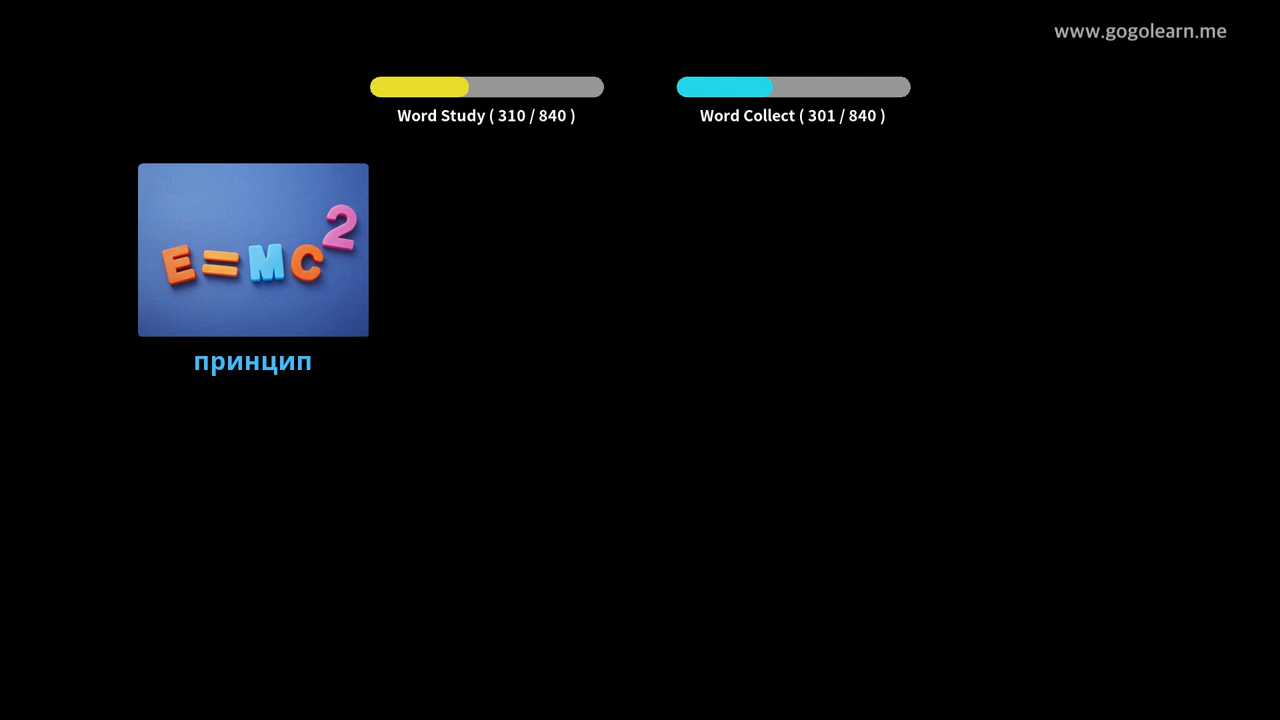 www.gogolearn.me
Word Study ( 310 / 840 )
Word Collect ( 301 / 840 )
E=MC²
принцип